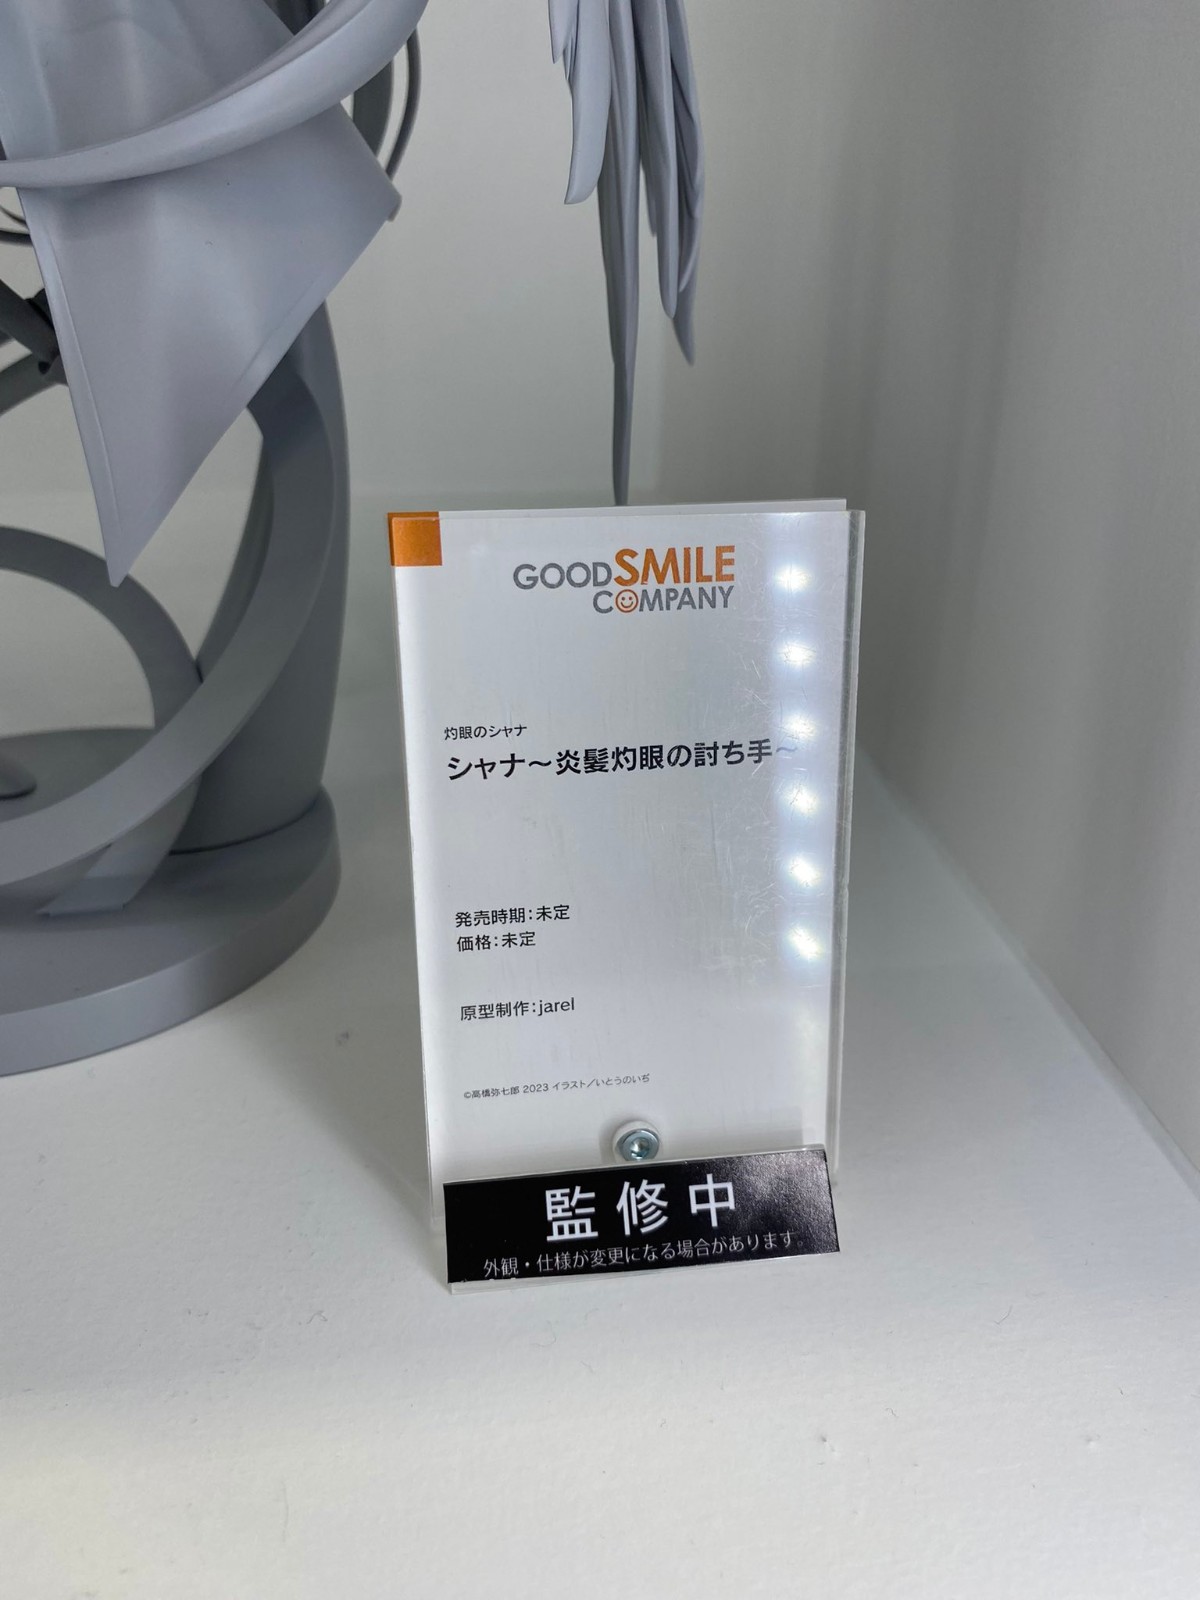 GOOD SMILE
COMPANY
灼眼のシャナ
シャナ～炎髪灼眼の討ち手～
発売時期：未定
価格：未定
原型制作：jarel
©高橋弥七郎 2023 イラスト／いとうのいぢ
監修中
外観・仕様が変更になる場合があります。